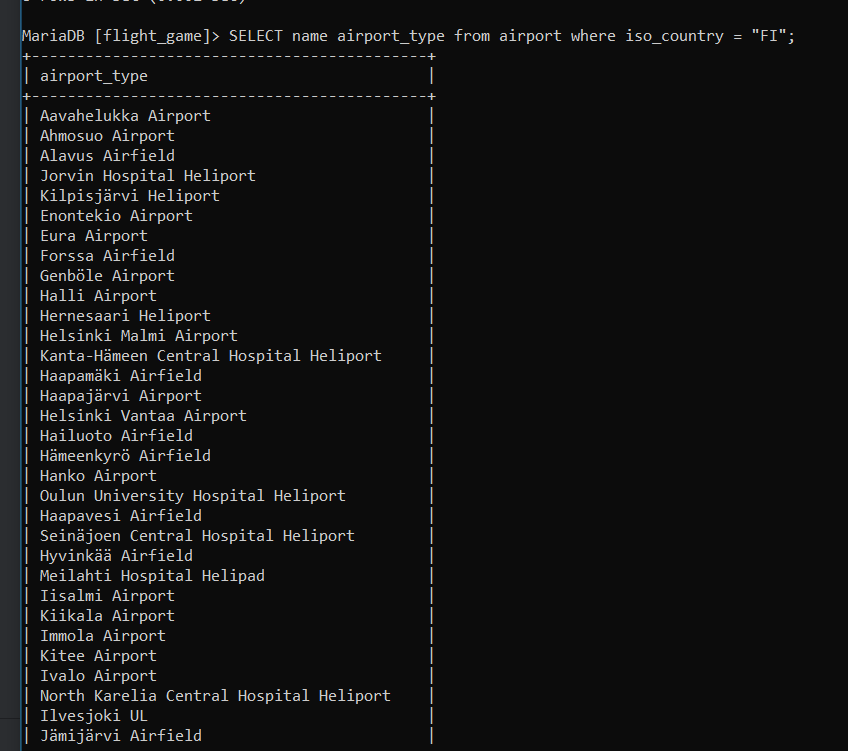 MariaDB [flight_game]> SELECT name airport_type from airport where iso_country = "FI";
+--------------------------------------------+
| airport_type |
+--------------------------------------------+
| Aavahelukka Airport |
| Ahmosuo Airport |
| Alavus Airfield |
| Jorvin Hospital Heliport |
| Kilpisjärvi Heliport |
| Enontekio Airport |
| Eura Airport |
| Forssa Airfield |
| Genböle Airport |
| Halli Airport |
| Hernesaari Heliport |
| Helsinki Malmi Airport |
| Kanta-Hämeen Central Hospital Heliport |
| Haapamäki Airfield |
| Haapajärvi Airport |
| Helsinki Vantaa Airport |
| Hailuoto Airfield |
| Hämeenkyrö Airfield |
| Hanko Airport |
| Oulun University Hospital Heliport |
| Haapavesi Airfield |
| Seinäjoen Central Hospital Heliport |
| Hyvinkää Airfield |
| Meilahti Hospital Helipad |
| Iisalmi Airport |
| Kiikala Airport |
| Immola Airport |
| Kitee Airport |
| Ivalo Airport |
| North Karelia Central Hospital Heliport |
| Ilvesjoki UL |
| Jämijärvi Airfield |